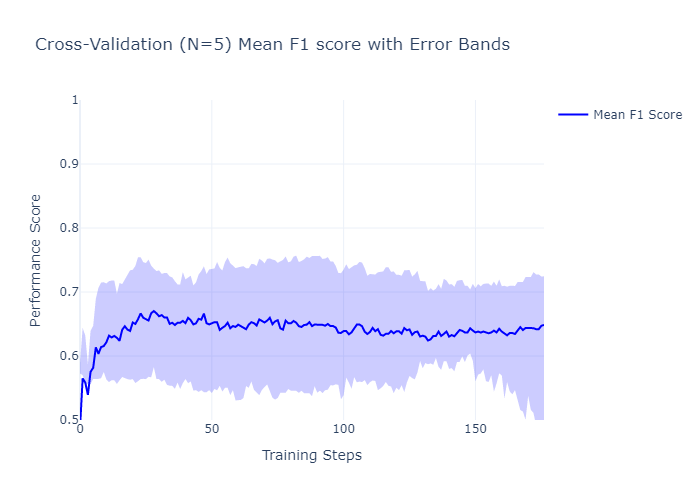 Cross-Validation (N=5) Mean F1 score with Error Bands
Mean F1 Score
Performance Score
1
0.9
0.8
0.7
0.6
0.5
0
50
100
150
Training Steps